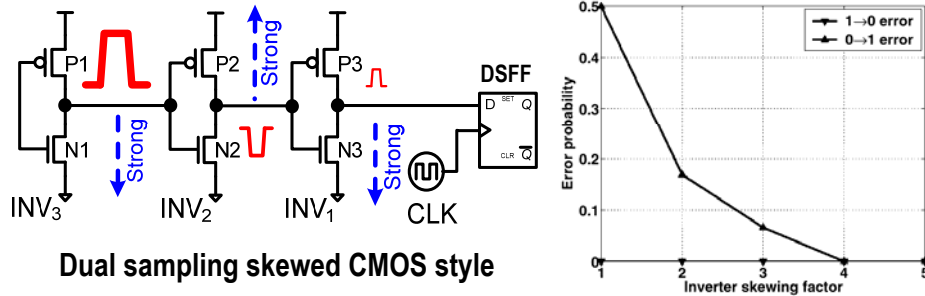 P1
N1
Strong
INV3
P2
N2
Strong
INV2
P3
N3
Strong
INV1
DSFF
D SET Q
CLR Q
CLK
Dual sampling skewed CMOS style
Error probability
0.5
0.4
0.3
0.2
0.1
0
1 2 3 4 5
Inverter skewing factor
1→0 error
0→1 error